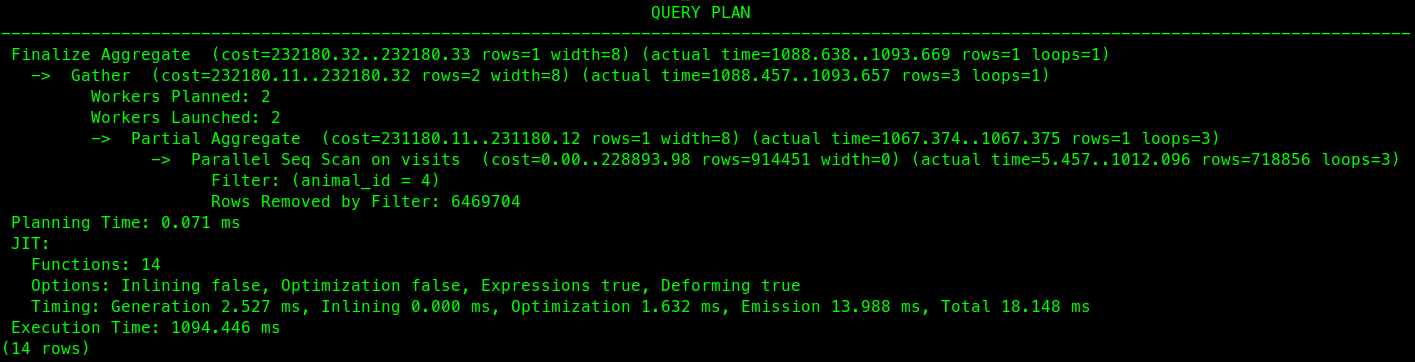 QUERY PLAN
----------------------------------------------------------------------------------------------------------------------------------------------
Finalize Aggregate  (cost=232180.32..232180.33 rows=1 width=8) (actual time=1088.638..1093.669 rows=1 loops=1)
  ->  Gather  (cost=232180.11..232180.32 rows=2 width=8) (actual time=1088.457..1093.657 rows=3 loops=1)
        Workers Planned: 2
        Workers Launched: 2
        ->  Partial Aggregate  (cost=231180.11..231180.12 rows=1 width=8) (actual time=1067.374..1067.375 rows=1 loops=3)
              ->  Parallel Seq Scan on visits  (cost=0.00..228893.98 rows=914451 width=0) (actual time=5.457..1012.096 rows=718856 loops=3)
                    Filter: (animal_id = 4)
                    Rows Removed by Filter: 6469704
Planning Time: 0.071 ms
JIT:
  Functions: 14
  Options: Inlining false, Optimization false, Expressions true, Deforming true
  Timing: Generation 2.527 ms, Inlining 0.000 ms, Optimization 1.632 ms, Emission 13.988 ms, Total 18.148 ms
Execution Time: 1094.446 ms
(14 rows)